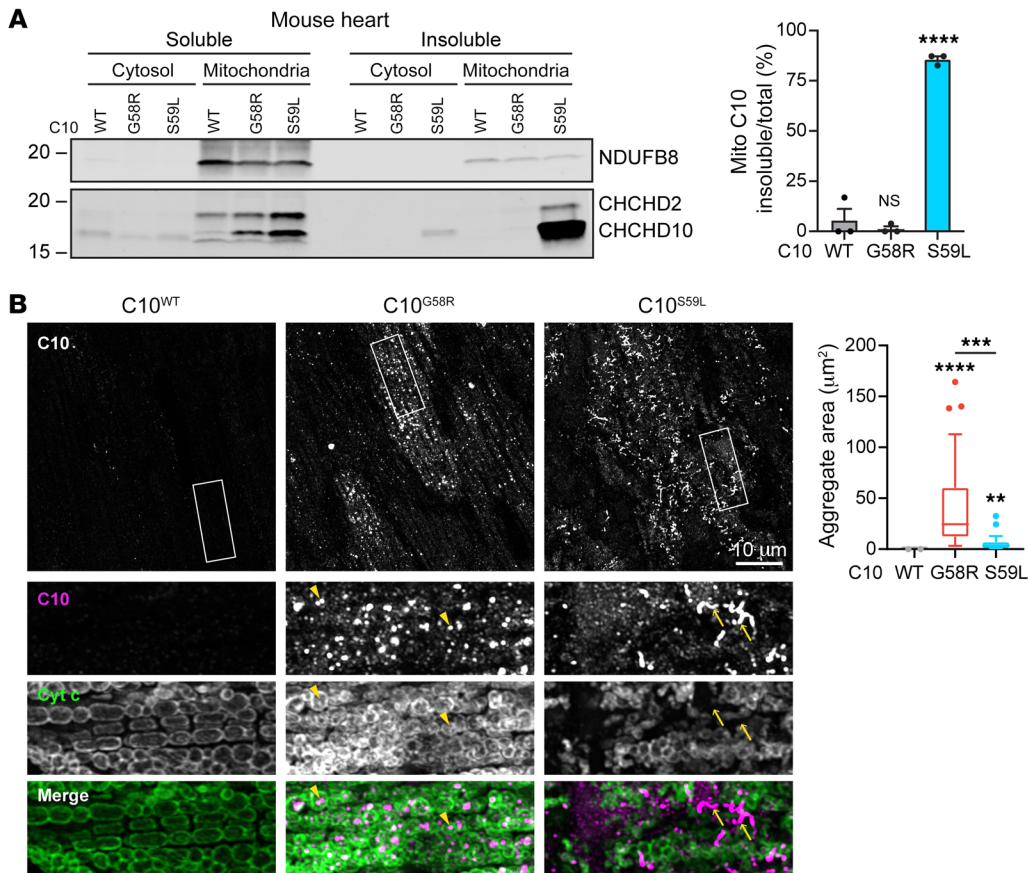 A
Mouse heart
Soluble
Insoluble
Cytosol
Mitochondria
Cytosol
Mitochondria
C10
WT
G58R
S59L
WT
G58R
S59L
WT
G58R
S59L
WT
G58R
S59L
20
NDUFB8
20
CHCHD2
CHCHD10
15
Mito C10
insoluble/total (%)
100
75
50
25
0
****
NS
C10
WT
G58R
S59L
B
C10WT
C10G58R
C10S59L
C10
10 µm
C10
Cyt c
Merge
Aggregate area (µm²)
200
150
100
50
0
***
****
**
C10
WT
G58R
S59L